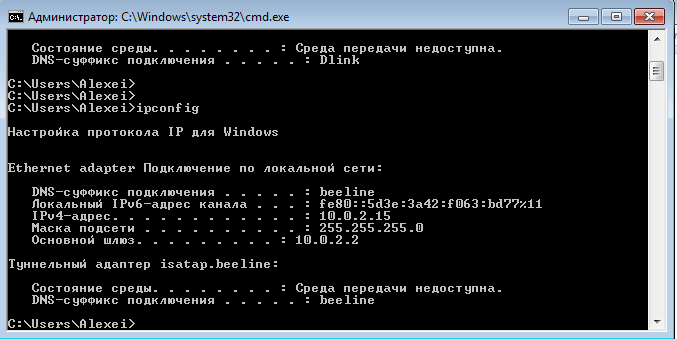 Администратор: C:\Windows\system32\cmd.exe
Состояние среды. . . . . . . . : Среда передачи недоступна.
DNS-суффикс подключения . . . . . : Dlink
C:\Users\Alexei>
C:\Users\Alexei>
C:\Users\Alexei>ipconfig
Настройка протокола IP для Windows
Ethernet adapter Подключение по локальной сети:
DNS-суффикс подключения . . . . . : beeline
Локальный IPv6-адрес канала . . . : fe80::5d3e:3a42:f063:bd77%11
IPv4-адрес. . . . . . . . . . . . : 10.0.2.15
Маска подсети . . . . . . . . . . : 255.255.255.0
Основной шлюз. . . . . . . . . : 10.0.2.2
Туннельный адаптер isatap.beeline:
Состояние среды. . . . . . . . : Среда передачи недоступна.
DNS-суффикс подключения . . . . . : beeline
C:\Users\Alexei>